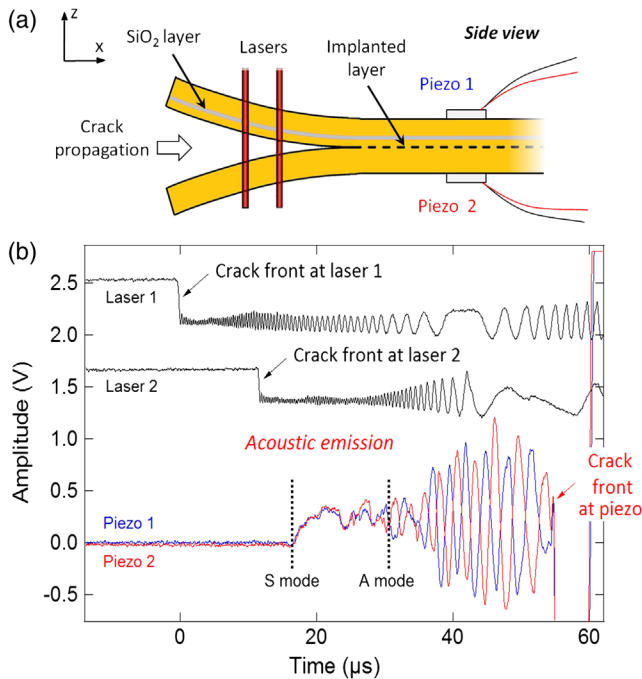 (a)
z
x
SiO₂ layer
Lasers
Implanted
layer
Side view
Piezo 1
Crack
propagation
Piezo 2
(b)
Amplitude (V)
2.5
2.0
1.5
1.0
0.5
0.0
-0.5
Laser 1
Crack front at laser 1
Laser 2
Crack front at laser 2
Acoustic emission
Crack
front
at piezo
Piezo 1
Piezo 2
S mode
A mode
0
20
40
60
Time (µs)